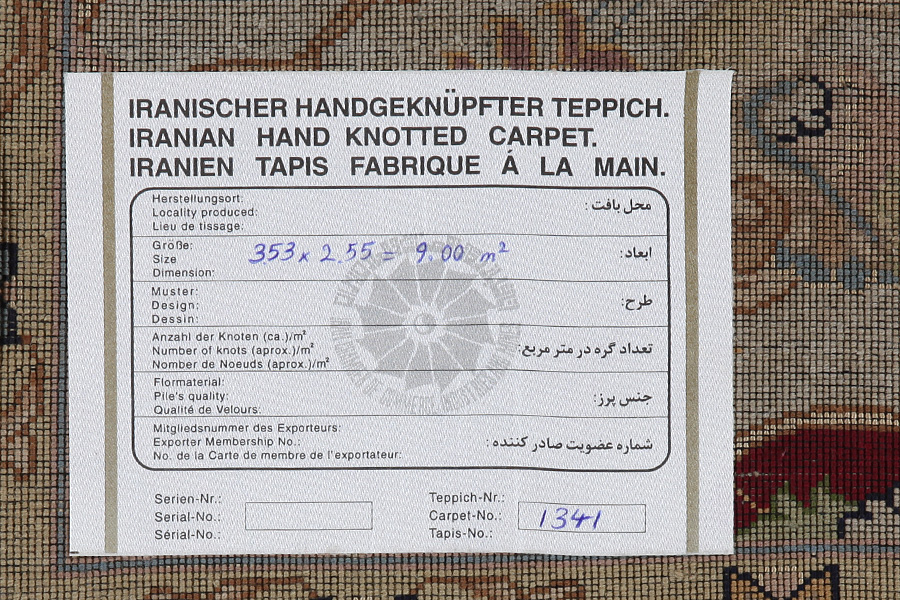 IRANISCHER HANDGEKNÜPFTER TEPPICH.
IRANIAN HAND KNOTTED CARPET.
IRANIEN TAPIS FABRIQUE Á LA MAIN.
Herstellungsort:
Locality produced:
Lieu de tissage:
محل بافت:
Größe:
Size
Dimension:
353 x 2.55 = 9.00 m²
ابعاد:
Muster:
Design:
Dessin:
طرح:
Anzahl der Knoten (ca.)/m²
Number of knots (aprox.)/m²
Number de Noeuds (aprox.)/m²
تعداد گره در متر مربع:
Flormaterial:
Pile's quality:
Qualité de Velours:
جنس پرز:
Mitgliedsnummer des Exporteurs:
Exporter Membership No.:
No. de la Carte de membre de l'exportateur:
شماره عضویت صادر کننده:
Serien-Nr.:
Serial-No.:
Sérial-No.:
Teppich-Nr.:
Carpet-No.: 1341
Tapis-No.: